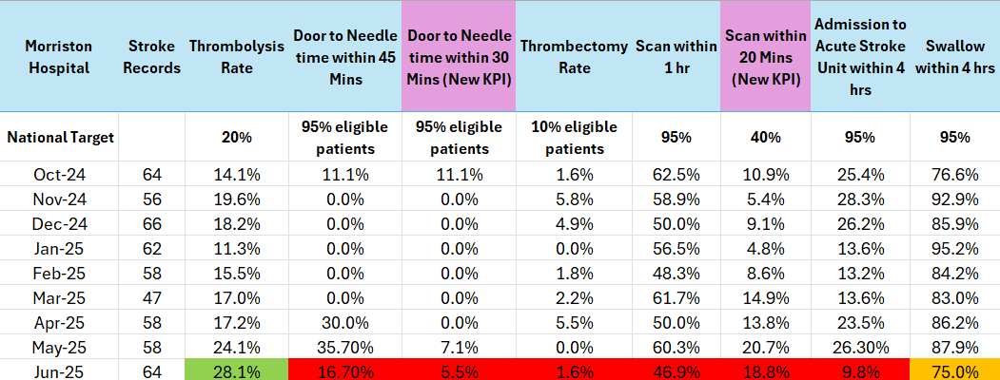 Morriston Hospital | Stroke Records | Thrombolysis Rate | Door to Needle time within 45 Mins | Door to Needle time within 30 Mins (New KPI) | Thrombectomy Rate | Scan within 1 hr | Scan within 20 Mins (New KPI) | Admission to Acute Stroke Unit within 4 hrs | Swallow within 4 hrs
National Target | | 20% | 95% eligible patients | 95% eligible patients | 10% eligible patients | 95% | 40% | 95% | 95%
Oct-24 | 64 | 14.1% | 11.1% | 11.1% | 1.6% | 62.5% | 10.9% | 25.4% | 76.6%
Nov-24 | 56 | 19.6% | 0.0% | 0.0% | 5.8% | 58.9% | 5.4% | 28.3% | 92.9%
Dec-24 | 66 | 18.2% | 0.0% | 0.0% | 4.9% | 50.0% | 9.1% | 26.2% | 85.9%
Jan-25 | 62 | 11.3% | 0.0% | 0.0% | 0.0% | 56.5% | 4.8% | 13.6% | 95.2%
Feb-25 | 58 | 15.5% | 0.0% | 0.0% | 1.8% | 48.3% | 8.6% | 13.2% | 84.2%
Mar-25 | 47 | 17.0% | 0.0% | 0.0% | 2.2% | 61.7% | 14.9% | 13.6% | 83.0%
Apr-25 | 58 | 17.2% | 30.0% | 0.0% | 5.5% | 50.0% | 13.8% | 23.5% | 86.2%
May-25 | 58 | 24.1% | 35.70% | 7.1% | 0.0% | 60.3% | 20.7% | 26.30% | 87.9%
Jun-25 | 64 | 28.1% | 16.70% | 5.5% | 1.6% | 46.9% | 18.8% | 9.8% | 75.0%